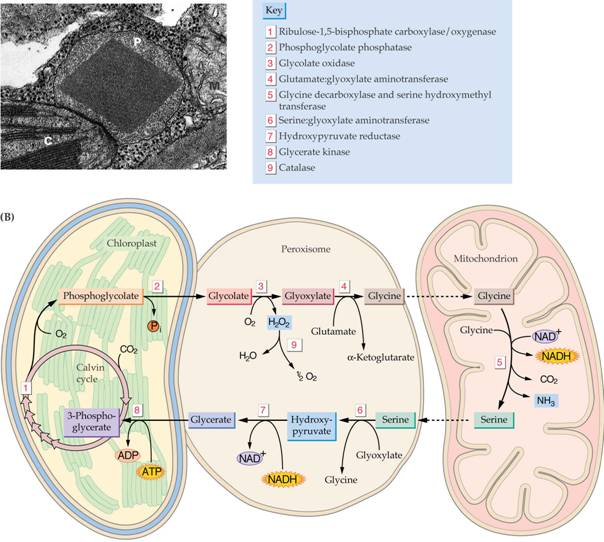 P
m
C
Key
1 Ribulose-1,5-bisphosphate carboxylase/oxygenase
2 Phosphoglycolate phosphatase
3 Glycolate oxidase
4 Glutamate:glyoxylate aminotransferase
5 Glycine decarboxylase and serine hydroxymethyl
transferase
6 Serine:glyoxylate aminotransferase
7 Hydroxypyruvate reductase
8 Glycerate kinase
9 Catalase
(B)
Chloroplast
Peroxisome
Mitochondrion
Phosphoglycolate
2
P
Glycolate
3
Glyoxylate
4
Glycine
Glycine
O₂
O₂
H₂O₂
Glutamate
α-Ketoglutarate
9
H₂O
½ O₂
Glycine
NAD⁺
NADH
5
CO₂
NH₃
CO₂
Calvin
cycle
1
3-Phospho-
glycerate
8
Glycerate
7
Hydroxy-
pyruvate
6
Serine
Serine
ADP
ATP
NAD⁺
NADH
Glyoxylate
Glycine